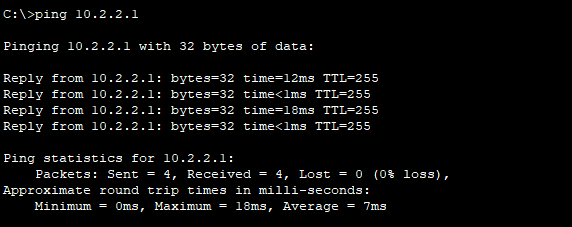 C:\>ping 10.2.2.1
Pinging 10.2.2.1 with 32 bytes of data:
Reply from 10.2.2.1: bytes=32 time=12ms TTL=255
Reply from 10.2.2.1: bytes=32 time<1ms TTL=255
Reply from 10.2.2.1: bytes=32 time=18ms TTL=255
Reply from 10.2.2.1: bytes=32 time<1ms TTL=255
Ping statistics for 10.2.2.1:
Packets: Sent = 4, Received = 4, Lost = 0 (0% loss),
Approximate round trip times in milli-seconds:
Minimum = 0ms, Maximum = 18ms, Average = 7ms